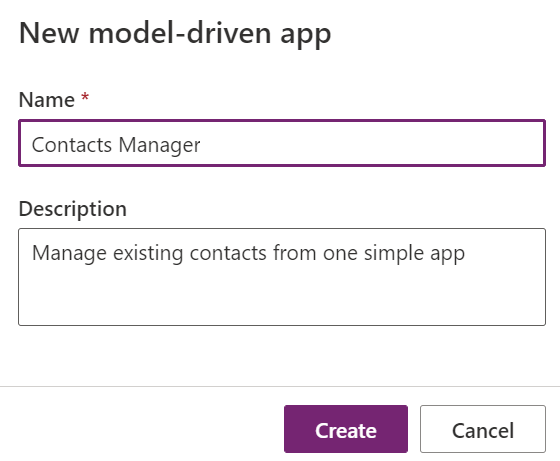 New model-driven app
Name *
Contacts Manager
Description
Manage existing contacts from one simple app
Create
Cancel